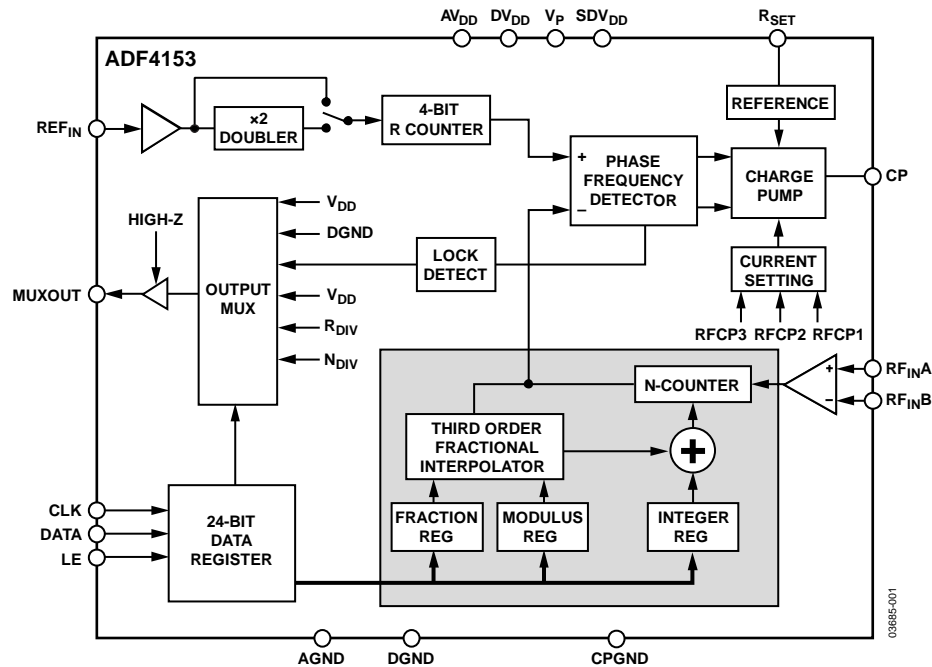 AVDD DVDD VP SDVDD RSET
ADF4153
REFIN
×2
DOUBLER
4-BIT
R COUNTER
+
−
PHASE
FREQUENCY
DETECTOR
REFERENCE
CHARGE
PUMP
CP
CURRENT
SETTING
RFCP3 RFCP2 RFCP1
HIGH-Z
MUXOUT
OUTPUT
MUX
VDD
DGND
LOCK
DETECT
VDD
RDIV
NDIV
N-COUNTER
+
−
RFINA
RFINB
THIRD ORDER
FRACTIONAL
INTERPOLATOR
+
FRACTION
REG
MODULUS
REG
INTEGER
REG
CLK
DATA
LE
24-BIT
DATA
REGISTER
AGND DGND CPGND
03685-001